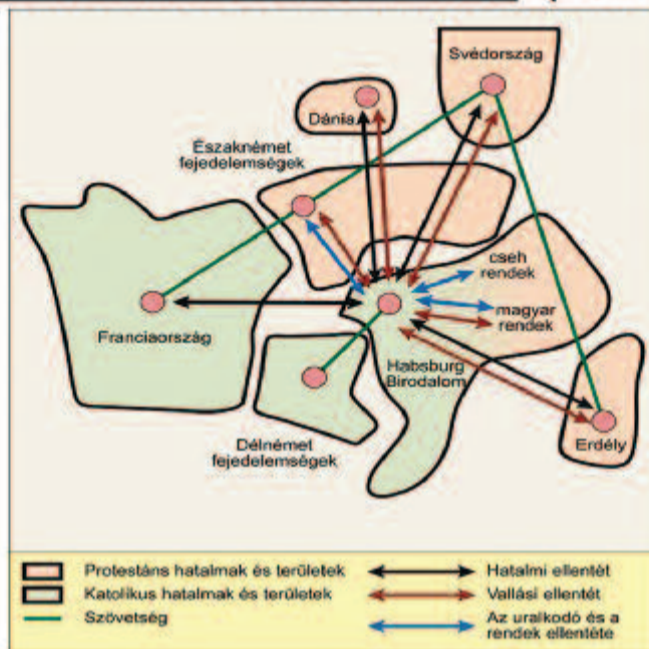 Svédország
Dánia
Északnémet
fejedelemségek
cseh
rendek
magyar
rendek
Franciaország
Habsburg
Birodalom
Délnémet
fejedelemségek
Erdély
Protestáns hatalmak és területek
Katolikus hatalmak és területek
Szövetség
Hatalmi ellentét
Vallási ellentét
Az uralkodó és a
rendek ellentéte